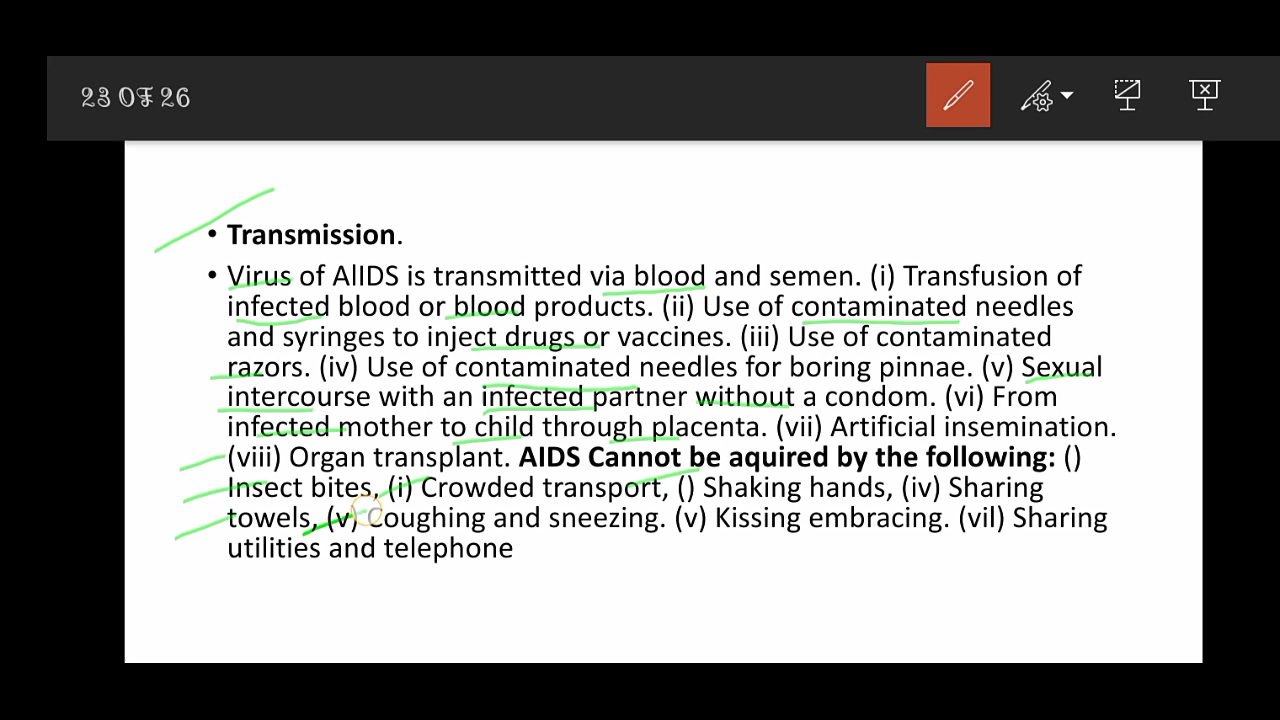 23 OF 26
• Transmission.
• Virus of AlIDS is transmitted via blood and semen. (i) Transfusion of
infected blood or blood products. (ii) Use of contaminated needles
and syringes to inject drugs or vaccines. (iii) Use of contaminated
razors. (iv) Use of contaminated needles for boring pinnae. (v) Sexual
intercourse with an infected partner without a condom. (vi) From
infected mother to child through placenta. (vii) Artificial insemination.
(viii) Organ transplant. AIDS Cannot be aquired by the following: ()
Insect bites, (i) Crowded transport, () Shaking hands, (iv) Sharing
towels, (v) Coughing and sneezing. (v) Kissing embracing. (vil) Sharing
utilities and telephone